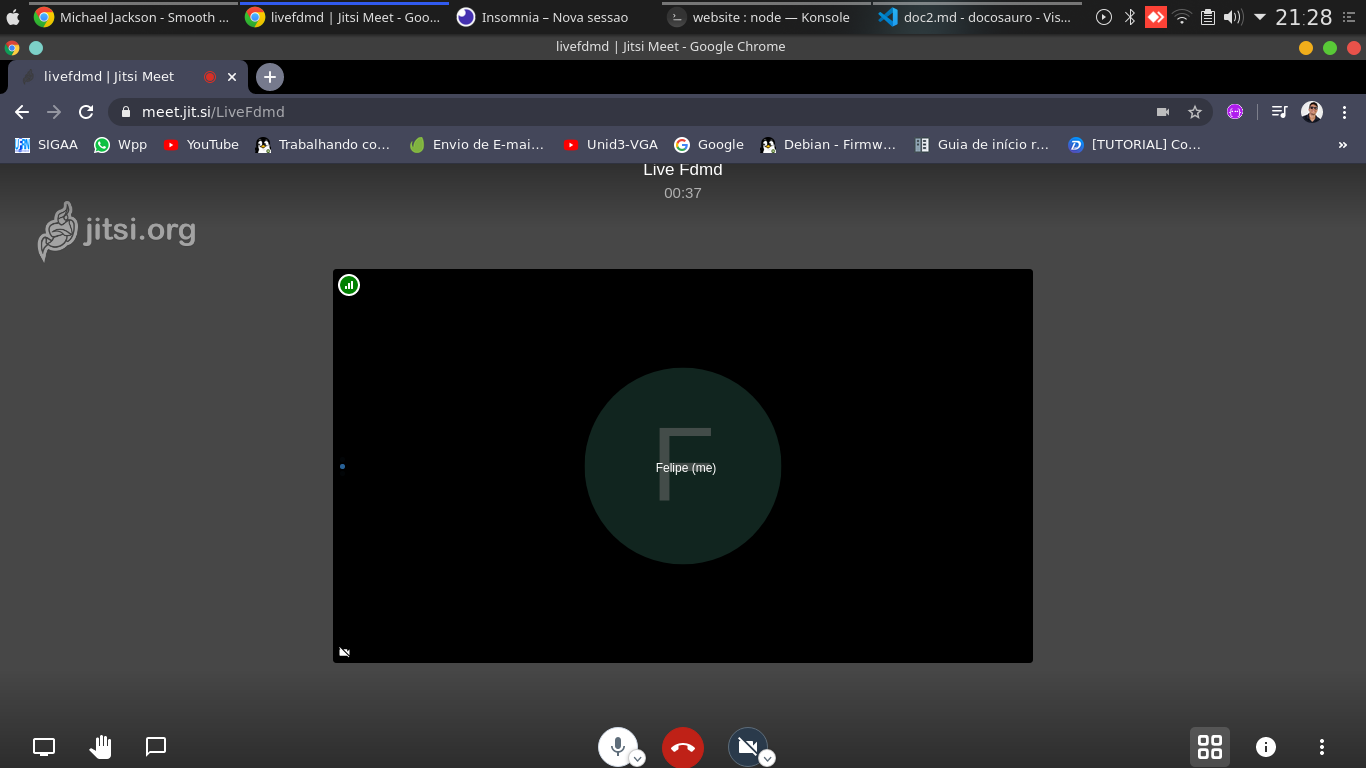 Michael Jackson - Smooth ...
livefdmd | Jitsi Meet - Goo...
Insomnia – Nova sessao
website : node — Konsole
doc2.md - docosauro - Vis...
21:28
livefdmd | Jitsi Meet - Google Chrome
livefdmd | Jitsi Meet
meet.jit.si/LiveFdmd
SIGAA
Wpp
YouTube
Trabalhando co...
Envio de E-mai...
Unid3-VGA
Google
Debian - Firmw...
Guia de início r...
[TUTORIAL] Co...
»
Live Fdmd
00:37
jitsi.org
F
Felipe (me)